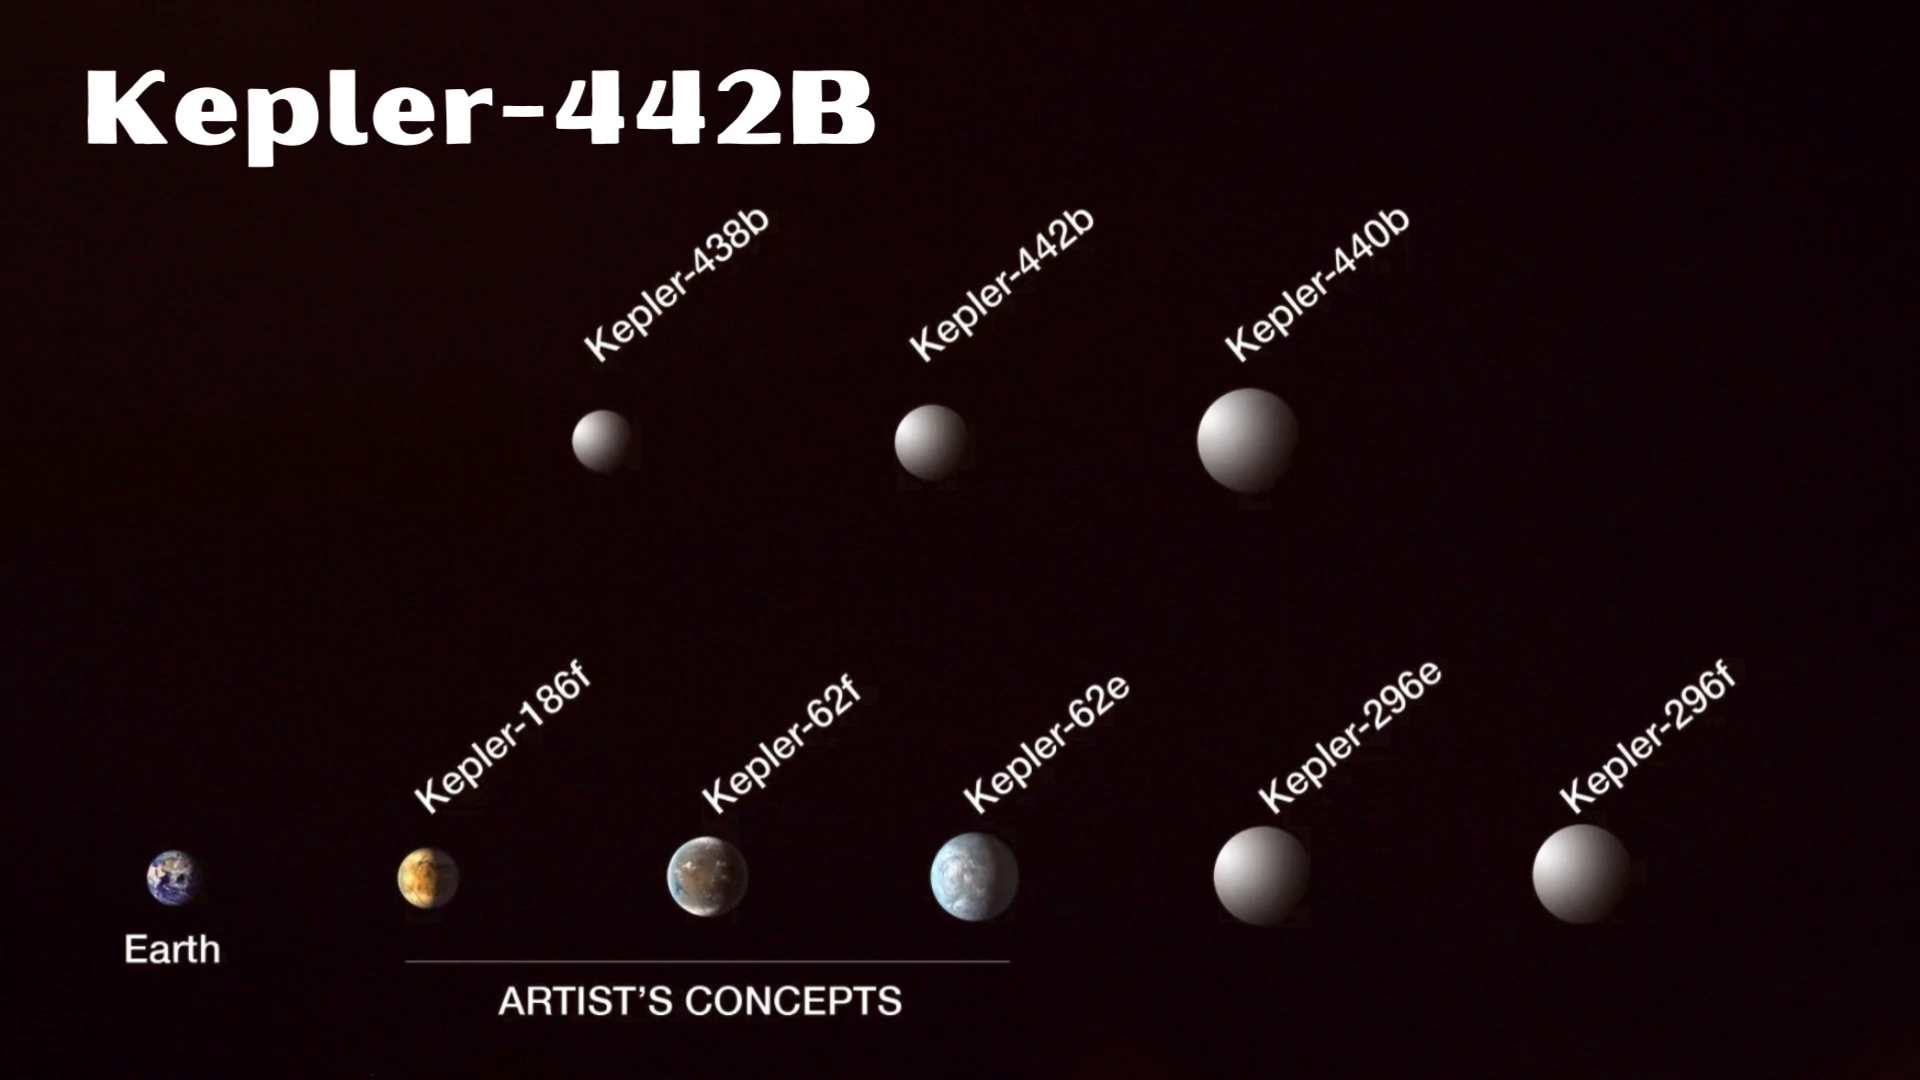 Kepler-442B
Kepler-438b
Kepler-442b
Kepler-440b
Kepler-186f
Kepler-62f
Kepler-62e
Kepler-296e
Kepler-296f
Earth
ARTIST'S CONCEPTS